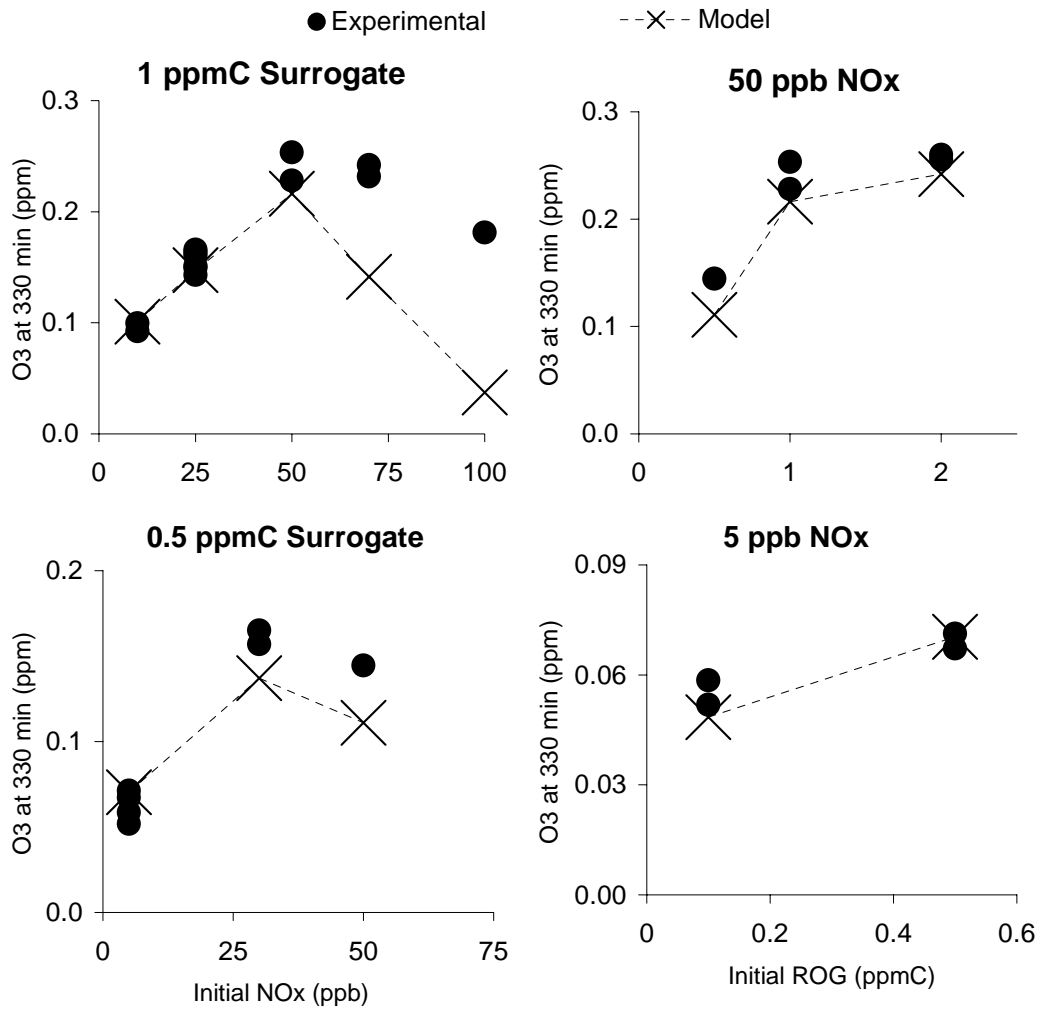 Experimental
Model
1 ppmC Surrogate
O3 at 330 min (ppm)
0.3
0.2
0.1
0.0
0 25 50 75 100
50 ppb NOx
O3 at 330 min (ppm)
0.3
0.2
0.1
0.0
0 1 2
0.5 ppmC Surrogate
O3 at 330 min (ppm)
0.2
0.1
0.0
0 25 50 75
Initial NOx (ppb)
5 ppb NOx
O3 at 330 min (ppm)
0.09
0.06
0.03
0.00
0 0.2 0.4 0.6
Initial ROG (ppmC)